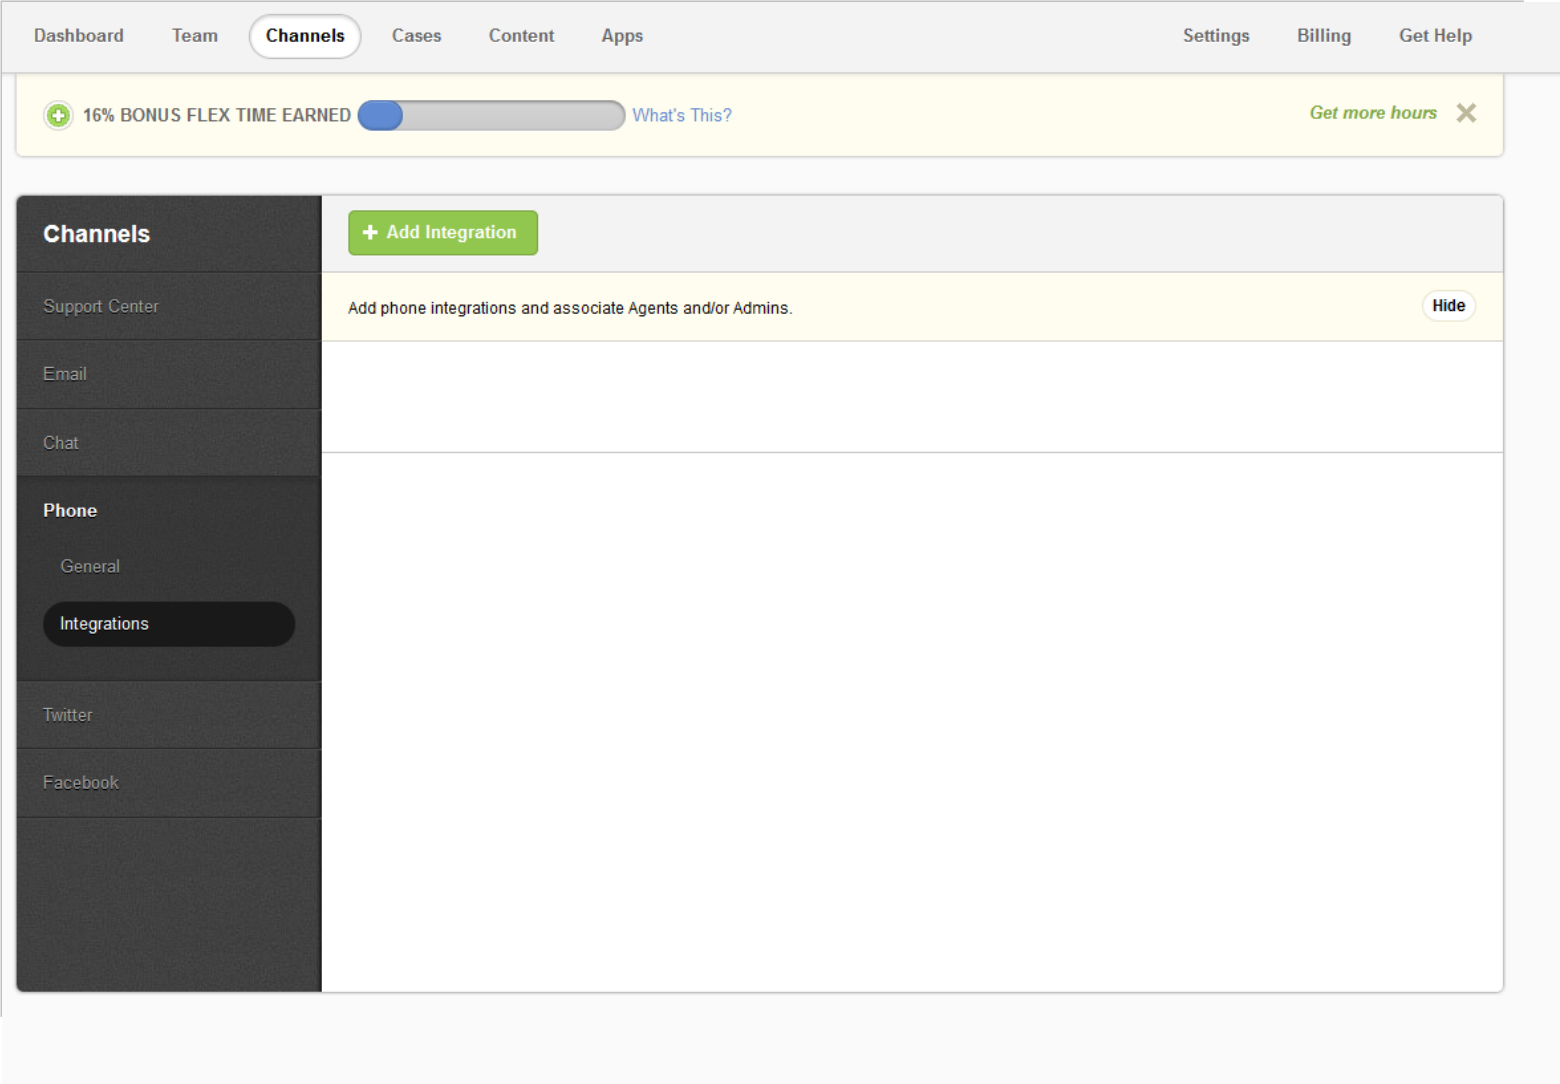 Dashboard Team Channels Cases Content Apps Settings Billing Get Help
16% BONUS FLEX TIME EARNED What's This? Get more hours
Channels
+ Add Integration
Support Center
Add phone integrations and associate Agents and/or Admins. Hide
Email
Chat
Phone
General
Integrations
Twitter
Facebook